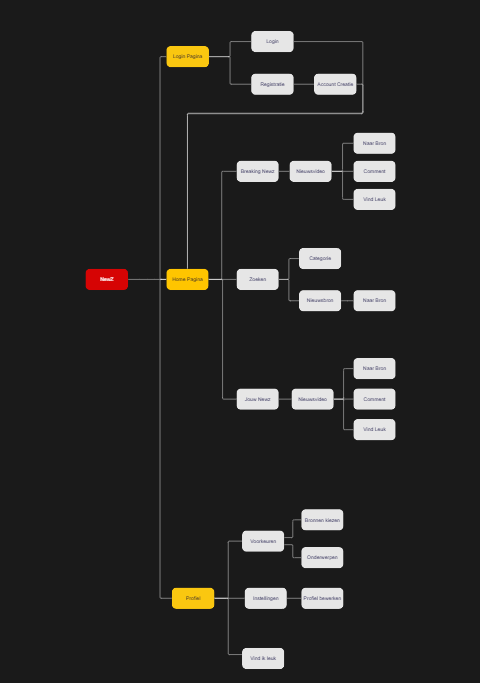 Login
Login Pagina
Registratie
Account Creatie
Naar Bron
Breaking Newz
Nieuwsvideo
Comment
Vind Leuk
Categorie
NewZ
Home Pagina
Zoeken
Nieuwsbron
Naar Bron
Naar Bron
Jouw Newz
Nieuwsvideo
Comment
Vind Leuk
Bronnen kiezen
Voorkeuren
Onderwerpen
Profiel
Instellingen
Profiel bewerken
Vind ik leuk